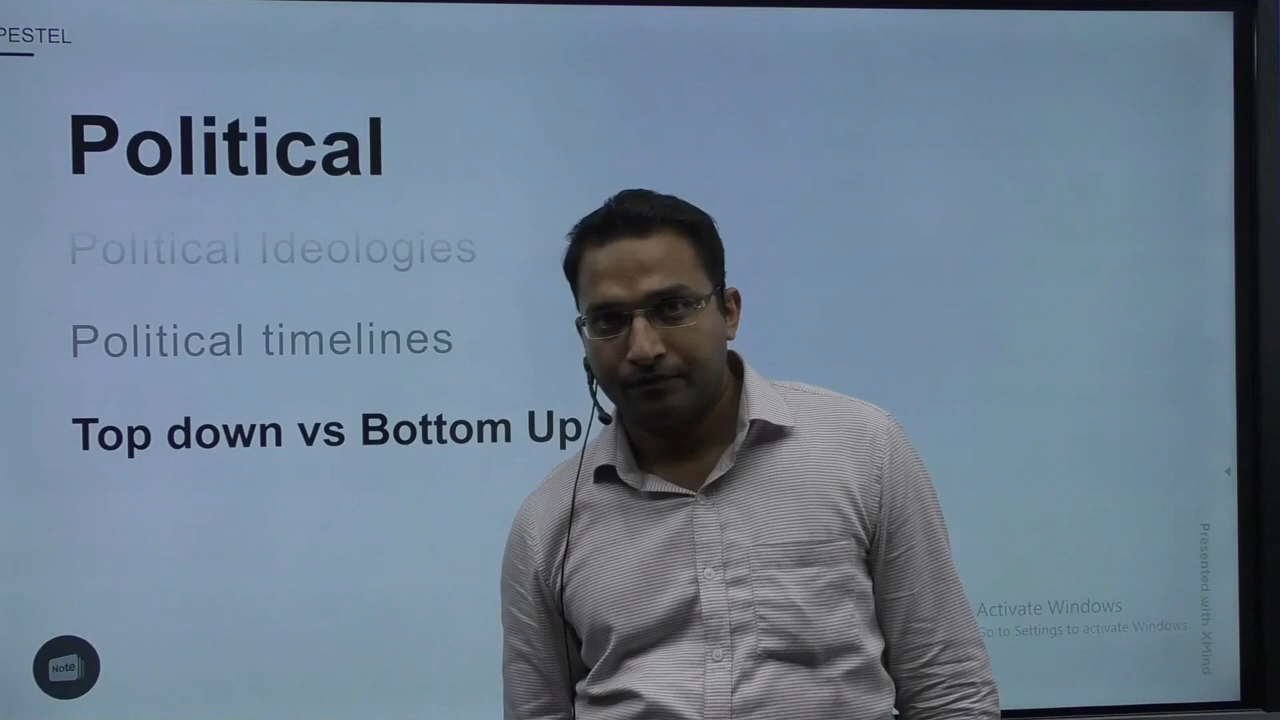 PESTEL
Political
Political Ideologies
Political timelines
Top down vs Bottom Up
Note
Activate Windows
Go to Settings to activate Windows.
Presented with XMind